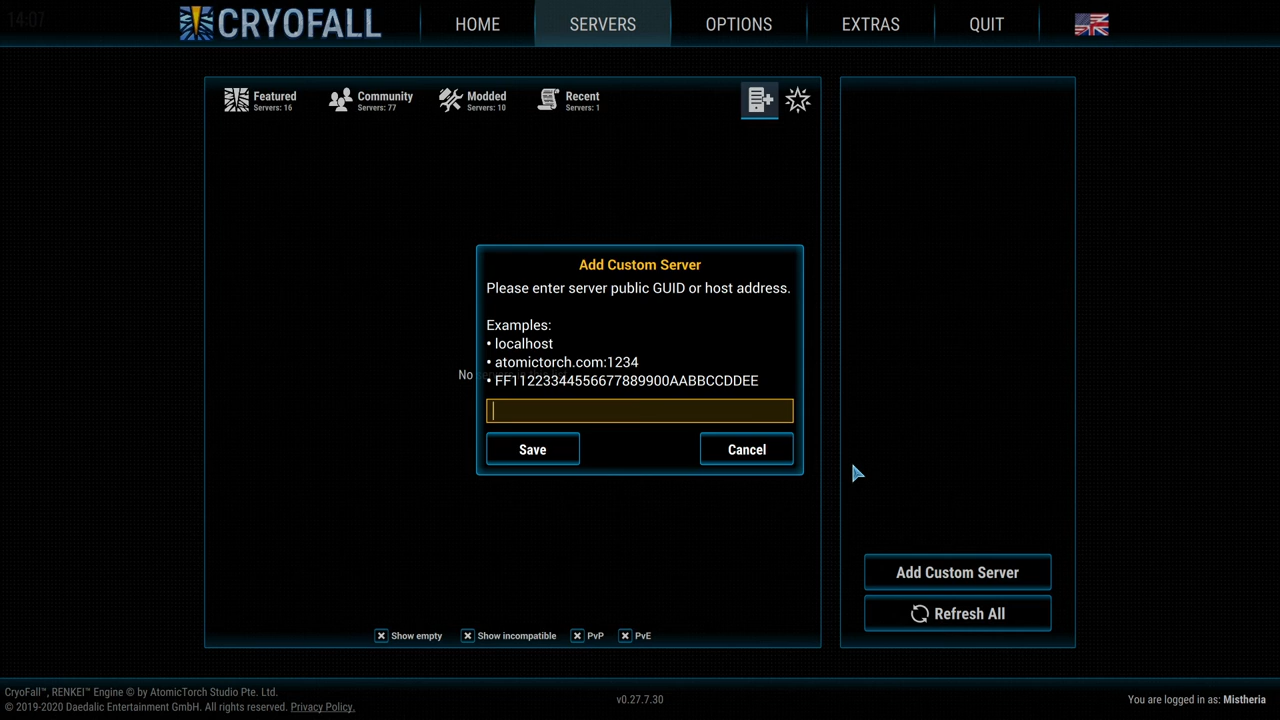 14:07
CRYOFALL
HOME
SERVERS
OPTIONS
EXTRAS
QUIT
Featured
Servers: 16
Community
Servers: 77
Modded
Servers: 10
Recent
Servers: 1
Add Custom Server
Please enter server public GUID or host address.
Examples:
• localhost
• atomictorch.com:1234
No
• FF11223344556677889900AABBCCDDEE
Save
Cancel
Add Custom Server
Refresh All
Show empty
Show incompatible
PvP
PvE
CryoFall™, RENKEI™ Engine © by AtomicTorch Studio Pte. Ltd.
© 2019-2020 Daedalic Entertainment GmbH. All rights reserved. Privacy Policy.
v0.27.7.30
You are logged in as: Mistheria